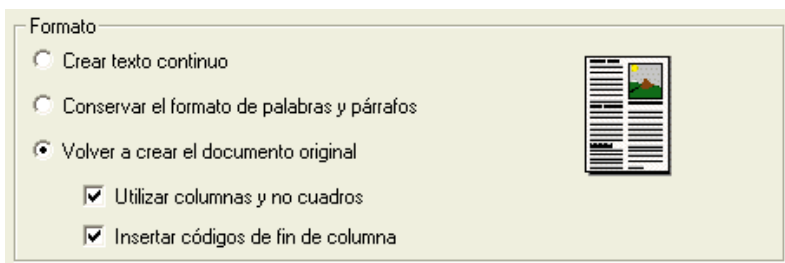 Formato
Crear texto continuo
Conservar el formato de palabras y párrafos
Volver a crear el documento original
Utilizar columnas y no cuadros
Insertar códigos de fin de columna